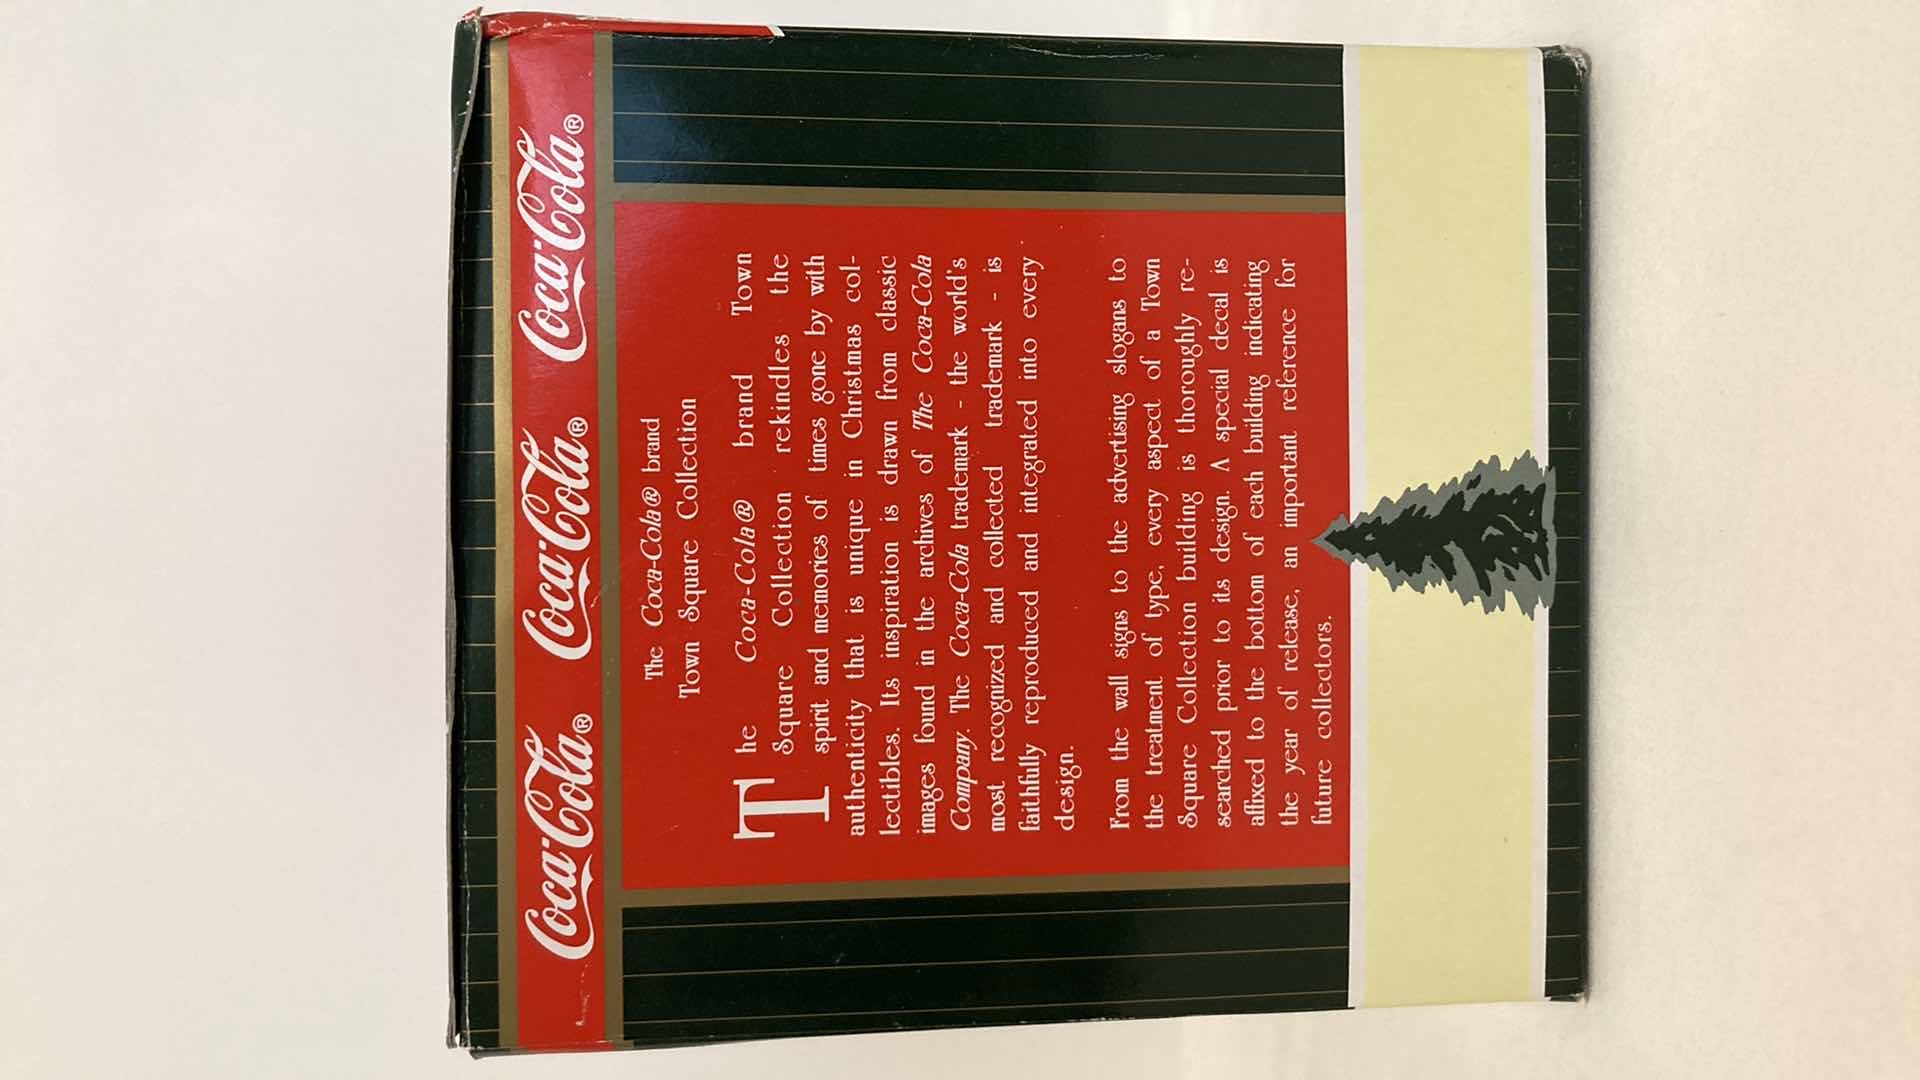 Coca-Cola® Coca-Cola® Coca-Cola®
The Coca-Cola® brand
Town Square Collection
The Coca-Cola® brand Town
Square Collection rekindles the
spirit and memories of times gone by with
authenticity that is unique in Christmas col-
lectibles. Its inspiration is drawn from classic
images found in the archives of The Coca-Cola
Company. The Coca-Cola trademark - the world's
most recognized and collected trademark - is
faithfully reproduced and integrated into every
design.
From the wall signs to the advertising slogans to
the treatment of type, every aspect of a Town
Square Collection building is thoroughly re-
searched prior to its design. A special decal is
affixed to the bottom of each building indicating
the year of release, an important reference for
future collectors.